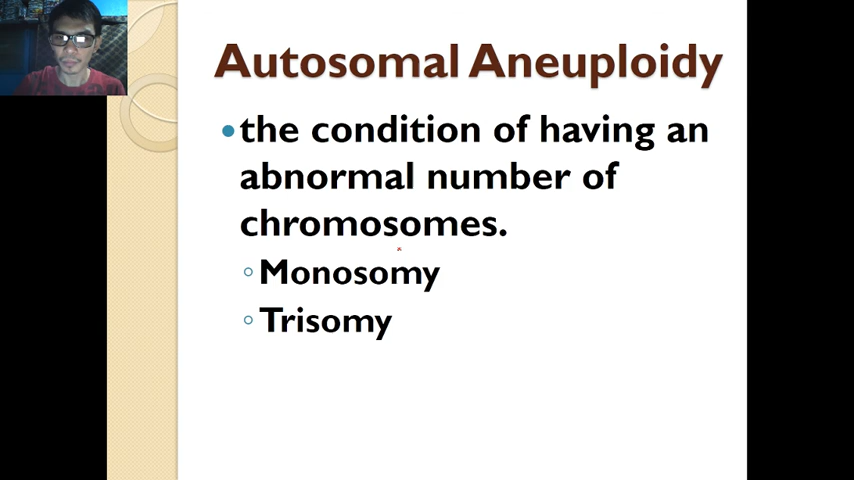 Autosomal Aneuploidy
the condition of having an
abnormal number of
chromosomes.
Monosomy
Trisomy